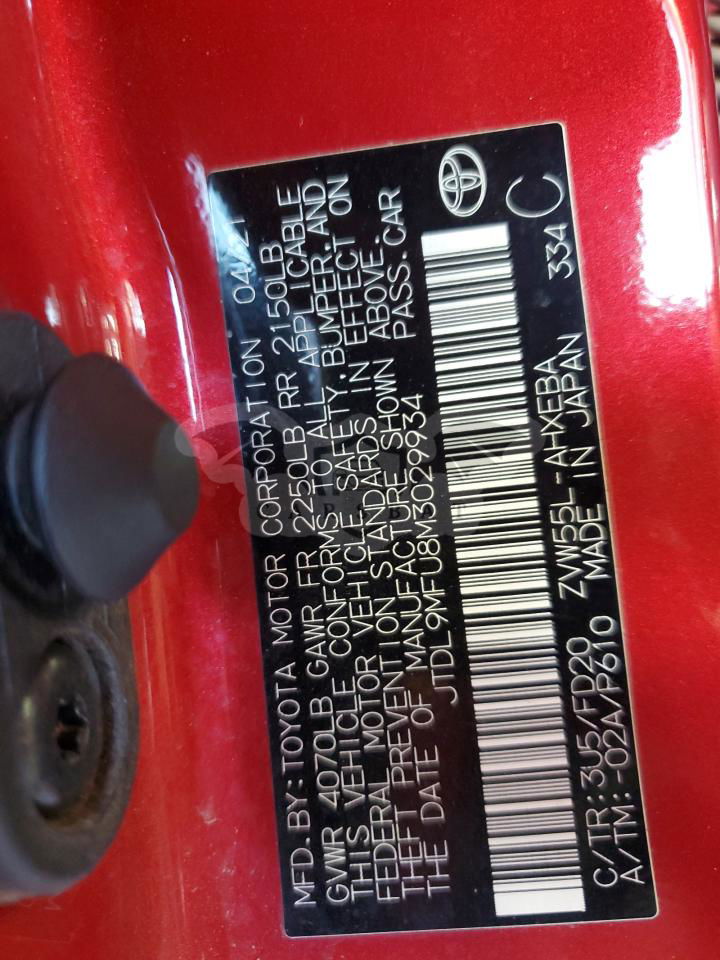 MFD.BY:TOYOTA MOTOR CORPORATION 04/21
GVWR 4070LB GAWR FR 2250LB RR 2150LB
THIS VEHICLE CONFORMS TO ALL APPLICABLE
FEDERAL MOTOR VEHICLE SAFETY,BUMPER,AND
THEFT PREVENTION STANDARDS IN EFFECT ON
THE DATE OF MANUFACTURE SHOWN ABOVE.
JTDL9MFU8M3029934 PASS.CAR
C/TR:3U5/FD20 ZVW55L-AHXEBA 334 C
A/TM:-02A/P610 MADE IN JAPAN